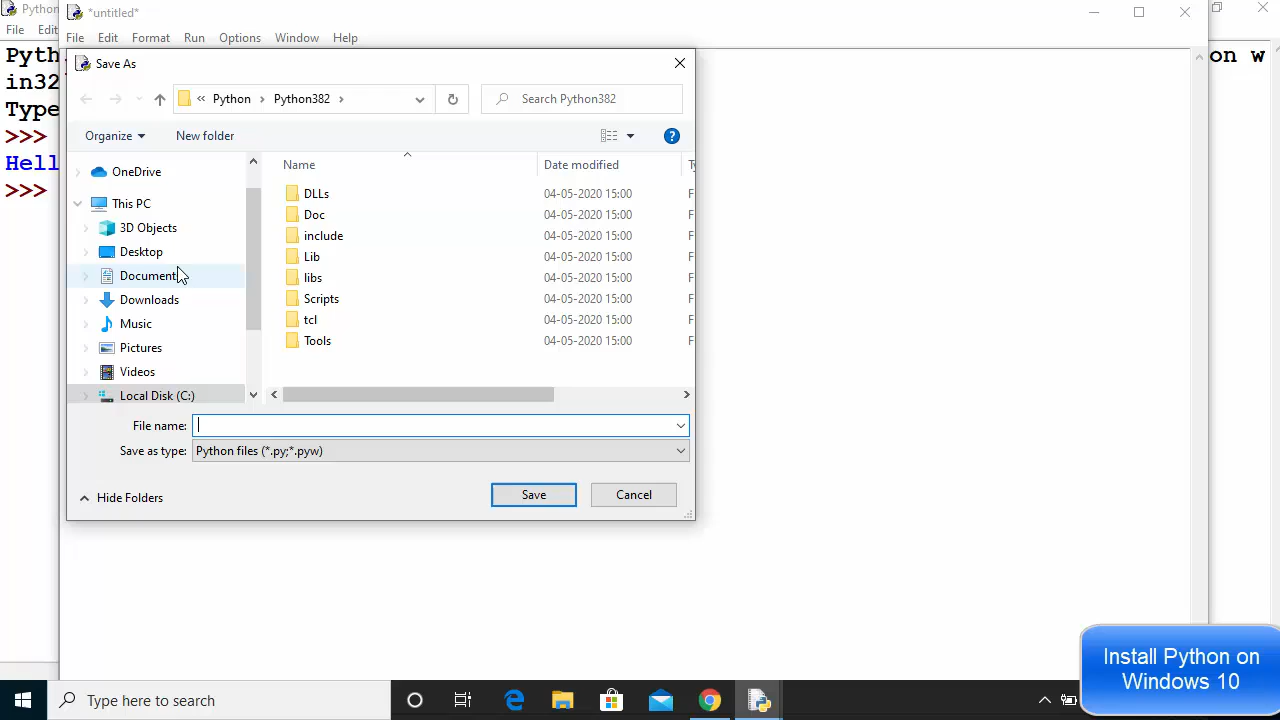 Python
*untitled*
File Edit
File Edit Format Run Options Window Help
Pyth on w
in32
Type
>>>
Hell
>>>
Save As
« Python > Python382 >
Search Python382
Organize New folder
?
Name Date modified Ty
OneDrive
This PC
3D Objects
Desktop
Document
Downloads
Music
Pictures
Videos
Local Disk (C:)
DLLs 04-05-2020 15:00 F
Doc 04-05-2020 15:00 F
include 04-05-2020 15:00 F
Lib 04-05-2020 15:00 F
libs 04-05-2020 15:00 F
Scripts 04-05-2020 15:00 F
tcl 04-05-2020 15:00 F
Tools 04-05-2020 15:00 F
File name:
Save as type: Python files (*.py;*.pyw)
Hide Folders Save Cancel
Install Python on
Windows 10
Type here to search